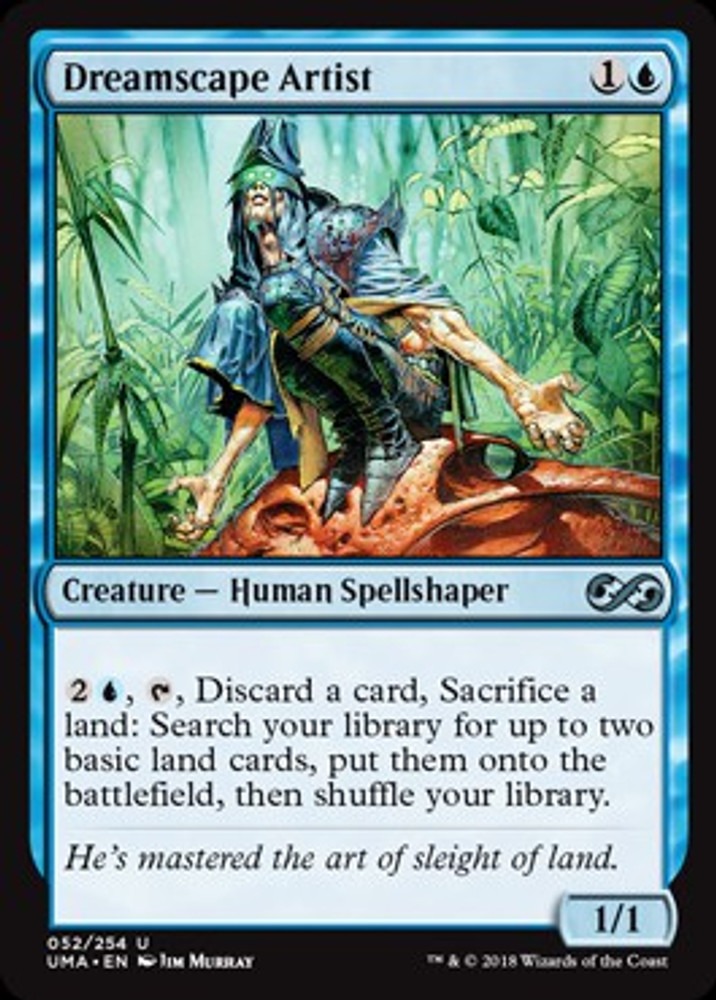 Dreamscape Artist 1
Creature — Human Spellshaper
2, , Discard a card, Sacrifice a
land: Search your library for up to two
basic land cards, put them onto the
battlefield, then shuffle your library.
He's mastered the art of sleight of land.
1/1
052/254 U
UMA • EN Jim Murray ™ & © 2018 Wizards of the Coast